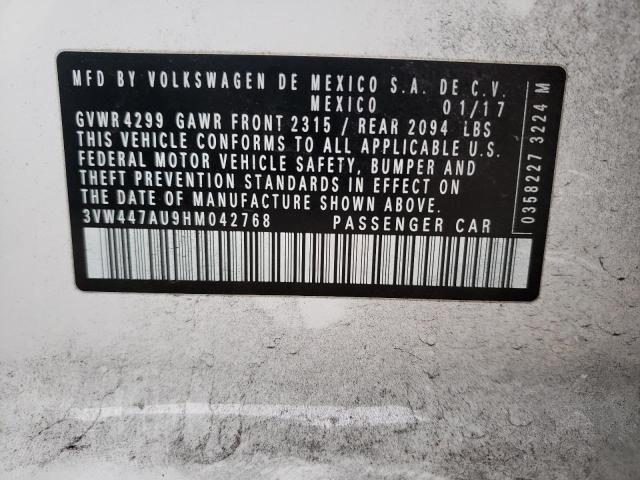 MFD BY VOLKSWAGEN DE MEXICO S.A. DE C.V.
MEXICO 01/17
GVWR 4299 GAWR FRONT 2315 / REAR 2094 LBS
THIS VEHICLE CONFORMS TO ALL APPLICABLE U.S.
FEDERAL MOTOR VEHICLE SAFETY, BUMPER AND
THEFT PREVENTION STANDARDS IN EFFECT ON
THE DATE OF MANUFACTURE SHOWN ABOVE.
3VW447AU9HM042768 PASSENGER CAR
0358227 3224 M